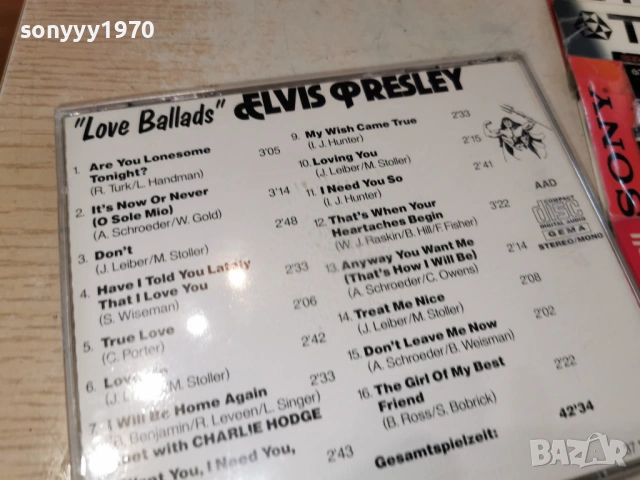 sonyyy1970
"Love Ballads" ELVIS PRESLEY
1. Are You Lonesome
Tonight? 3'05
(R. Turk/L. Handman)
2. It's Now Or Never 3'14
(O Sole Mio)
(A. Schroeder/W. Gold)
3. Don't 2'48
(J. Leiber/M. Stoller)
4. Have I Told You Lately
That I Love You 2'33
(S. Wiseman)
5. True Love 2'06
(C. Porter)
6. 2'42
M. Stoller)
7. I Will Be Home Again 2'33
Benjamin/R. Leveen/L. Singer)
with CHARLIE HODGE
You, I Need You, 2'43
9. My Wish Came True 2'33
(I. J. Hunter)
10. Loving You 2'15
(J. Leiber/M. Stoller)
11. I Need You So 2'41
(I. J. Hunter)
12. That's When Your 3'22
Heartaches Begin
(W. J. Raskin/B. Hill/F. Fisher)
13. Anyway You Want Me 2'14
(That's How I Will Be)
(A. Schroeder/C. Owens)
14. Treat Me Nice 2'08
(J. Leiber/M. Stoller)
15. Don't Leave Me Now 2'02
(A. Schroeder/B. Weisman)
16. The Girl Of My Best 2'22
Friend
(B. Ross/S. Bobrick)
Gesamtspielzeit: 42'34
AAD
COMPACT
disc
DIGITAL AUDIO
GEMA
STEREO/MONO
SONY
BAZAR
bg